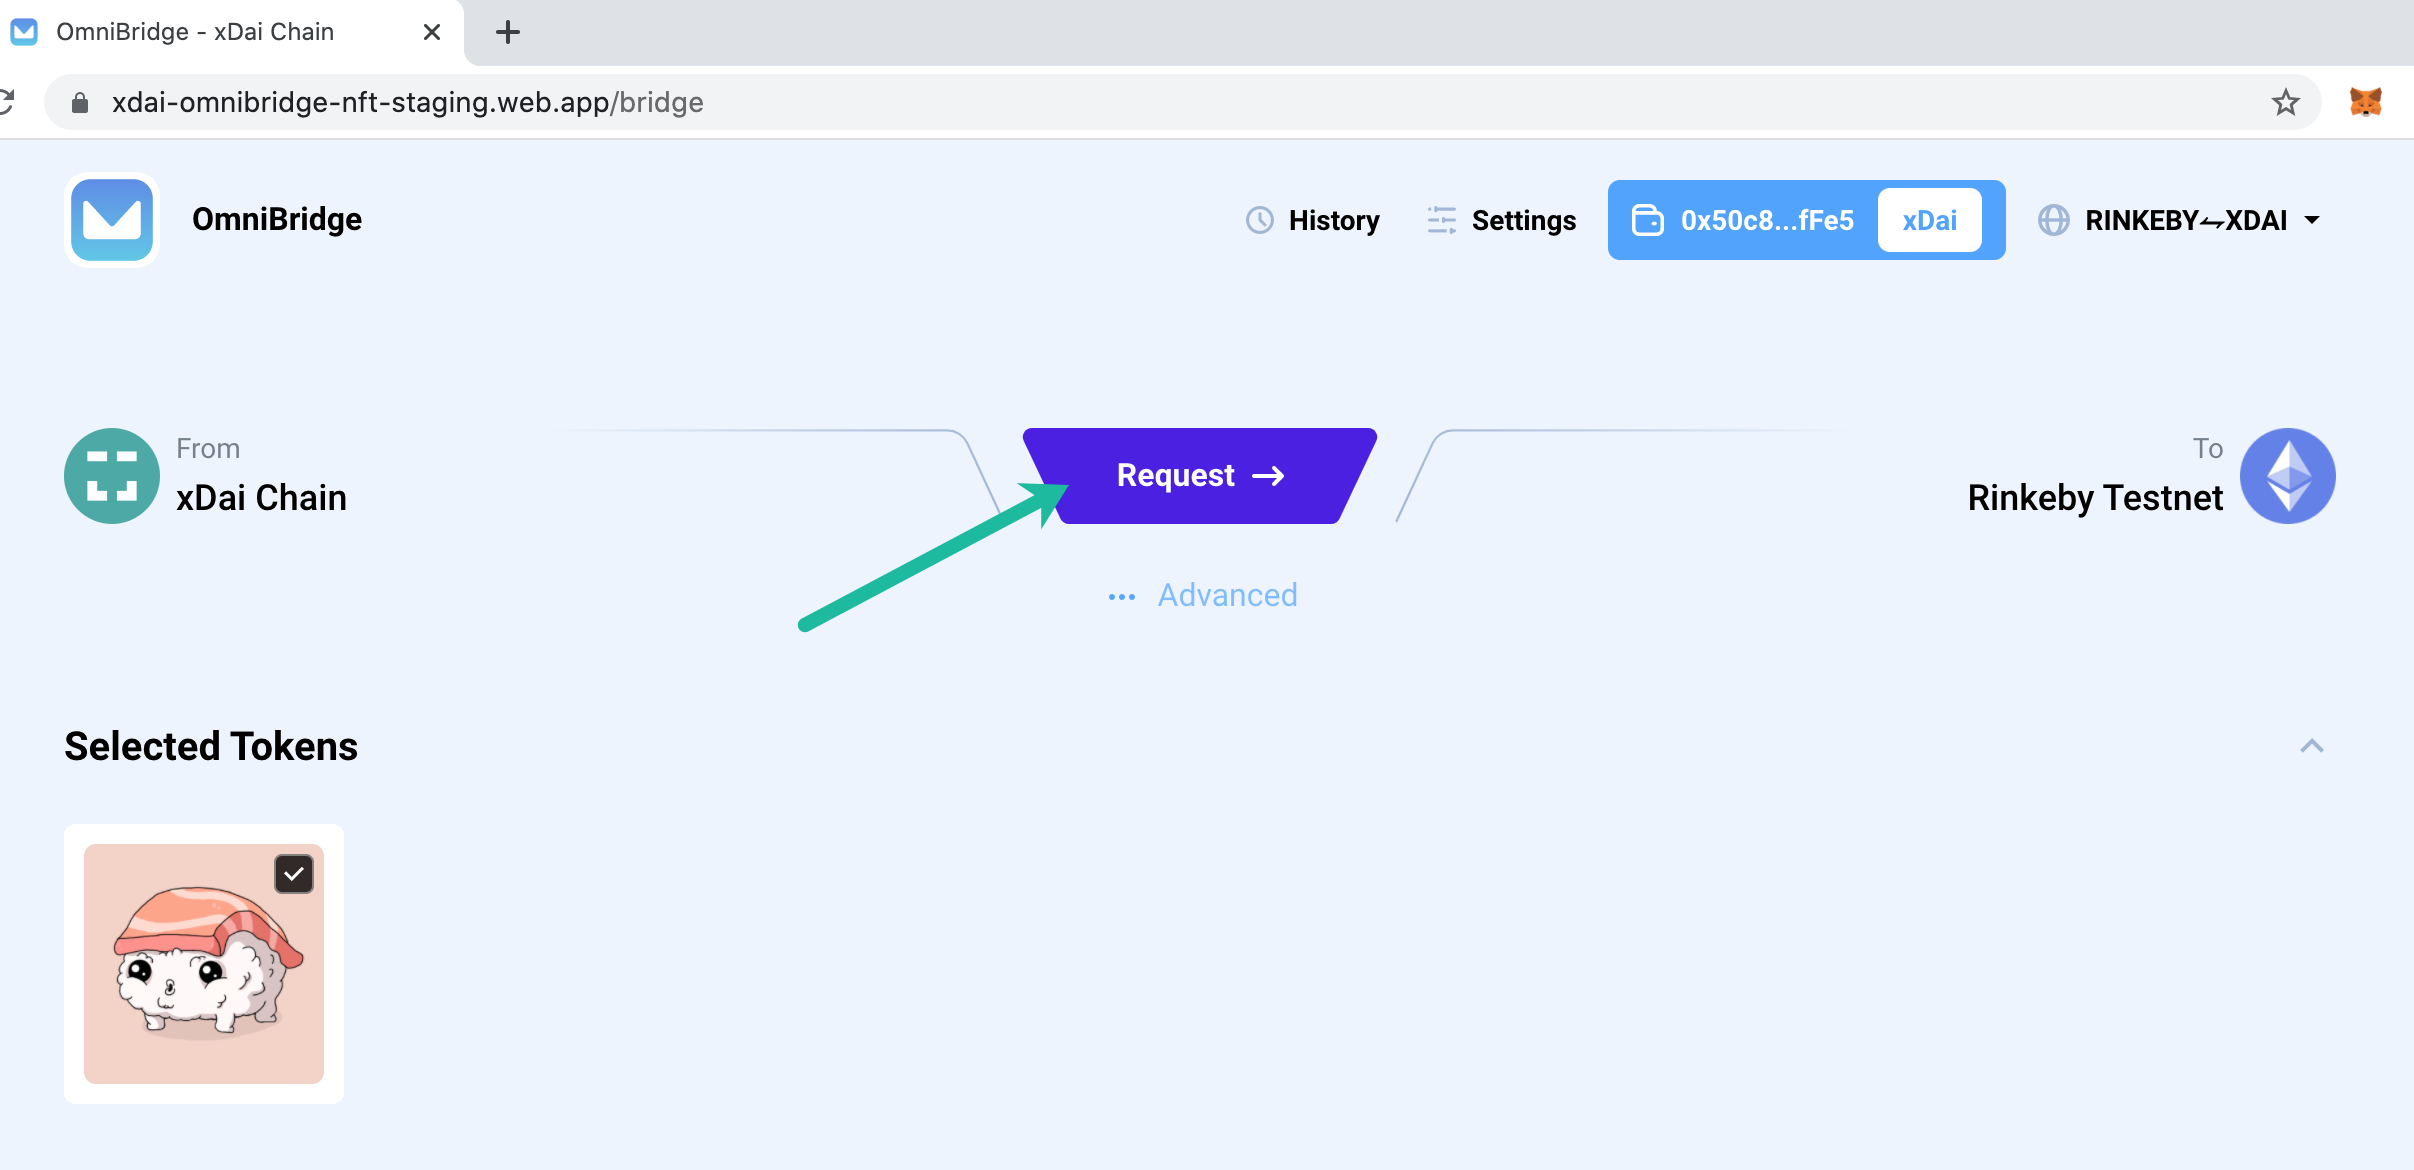 OmniBridge - xDai Chain
xdai-omnibridge-nft-staging.web.app/bridge
OmniBridge
History
Settings
0x50c8...fFe5
xDai
RINKEBY⇌XDAI
From
xDai Chain
Request →
To
Rinkeby Testnet
••• Advanced
Selected Tokens